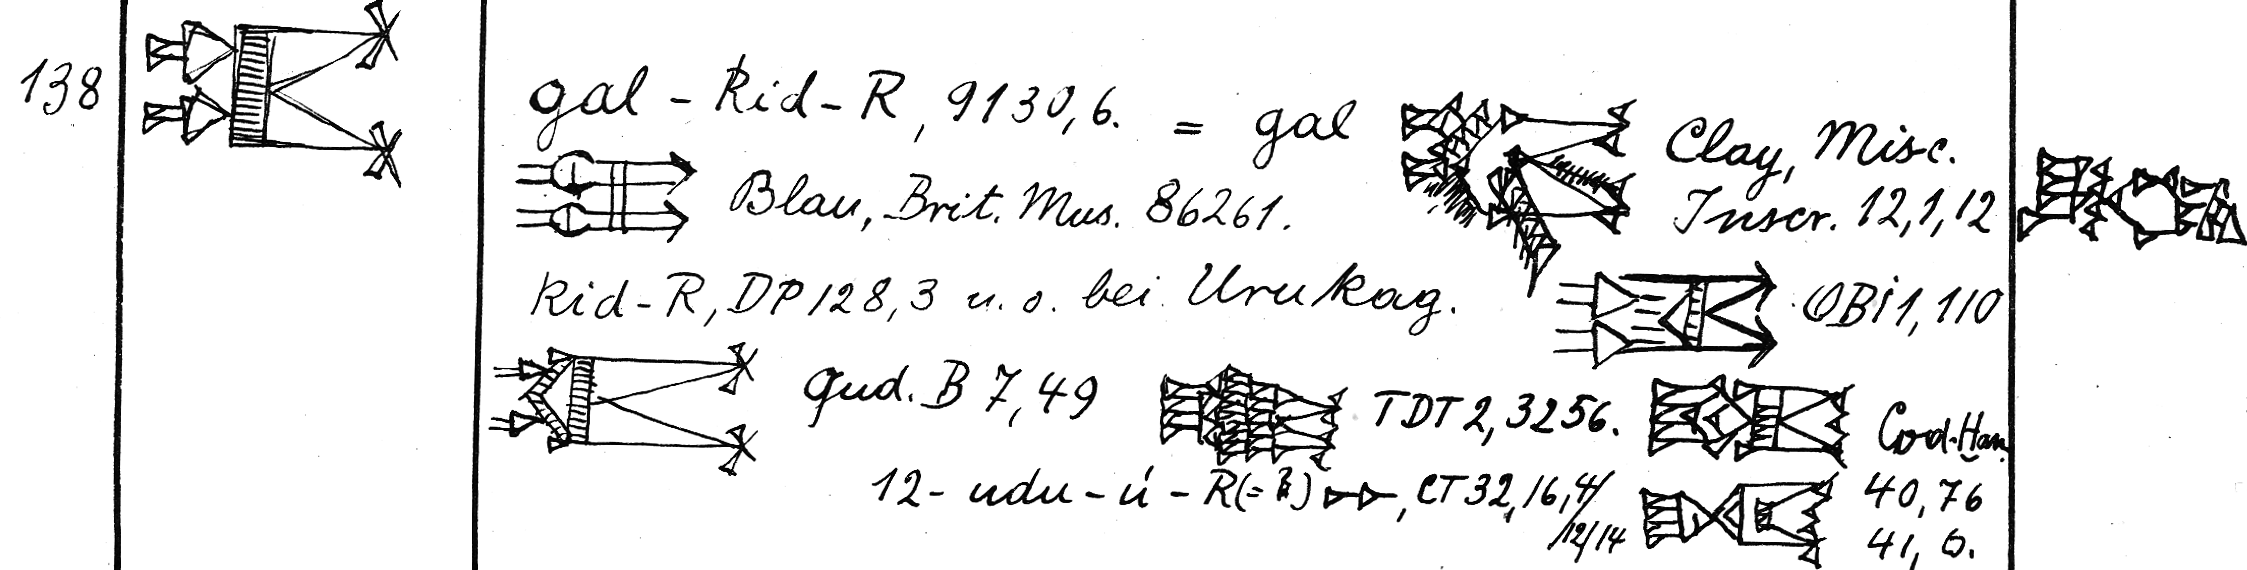 138
gal - kid - R, 9130,6. = gal Clay, Misc.
Blau, Brit. Mus. 86261. Inscr. 12,1,12
kid-R, DP 128,3 u. o. bei Urukag. OBI 1, 110
Gud. B 7,49 TDT 2, 3256. Cod. Ham.
12 - udu - ú - R(= ) , CT 32, 16, 4/ 40, 76
/12/14 41, 6.